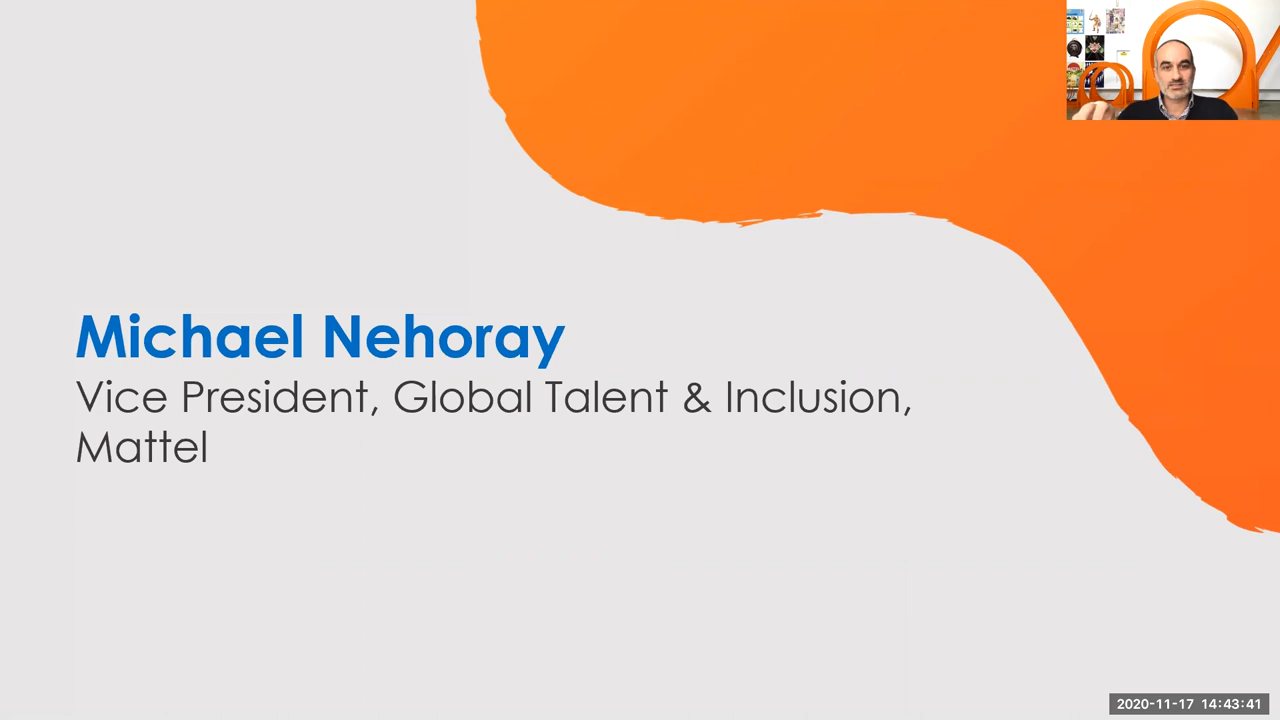 Michael Nehoray
Vice President, Global Talent & Inclusion,
Mattel
2020-11-17 14:43:41